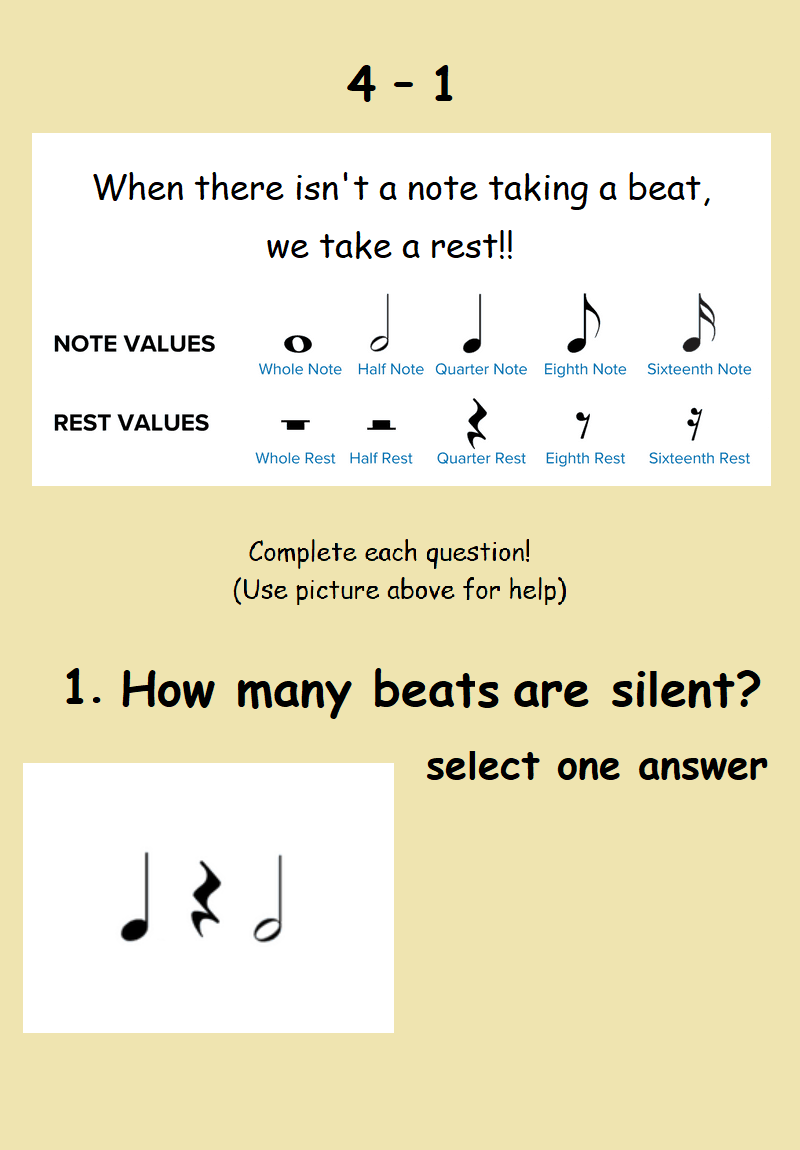 4 - 1
When there isn't a note taking a beat,
we take a rest!!
NOTE VALUES
Whole Note Half Note Quarter Note Eighth Note Sixteenth Note
REST VALUES
Whole Rest Half Rest Quarter Rest Eighth Rest Sixteenth Rest
Complete each question!
(Use picture above for help)
1. How many beats are silent?
select one answer